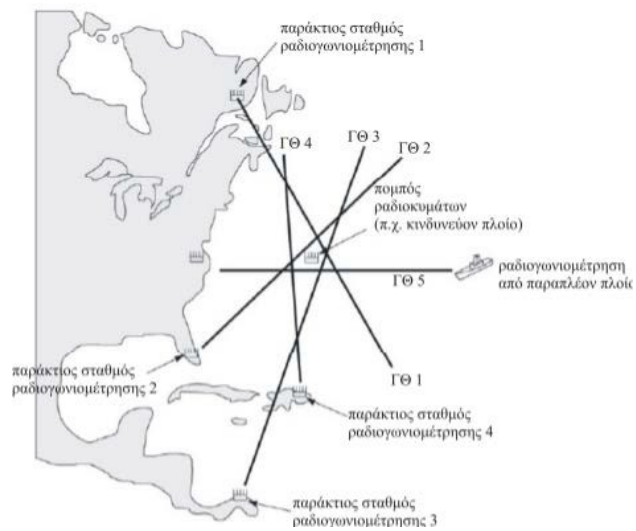 παράκτιος σταθμός
ραδιογωνιομέτρησης 1
ΓΘ 4
ΓΘ 3
ΓΘ 2
πομπός
ραδιοκυμάτων
(π.χ. κινδυνεύον πλοίο)
ραδιογωνιομέτρηση
από παραπλέον πλοίο
ΓΘ 5
παράκτιος σταθμός
ραδιογωνιομέτρησης 2
ΓΘ 1
παράκτιος σταθμός
ραδιογωνιομέτρησης 4
παράκτιος σταθμός
ραδιογωνιομέτρησης 3